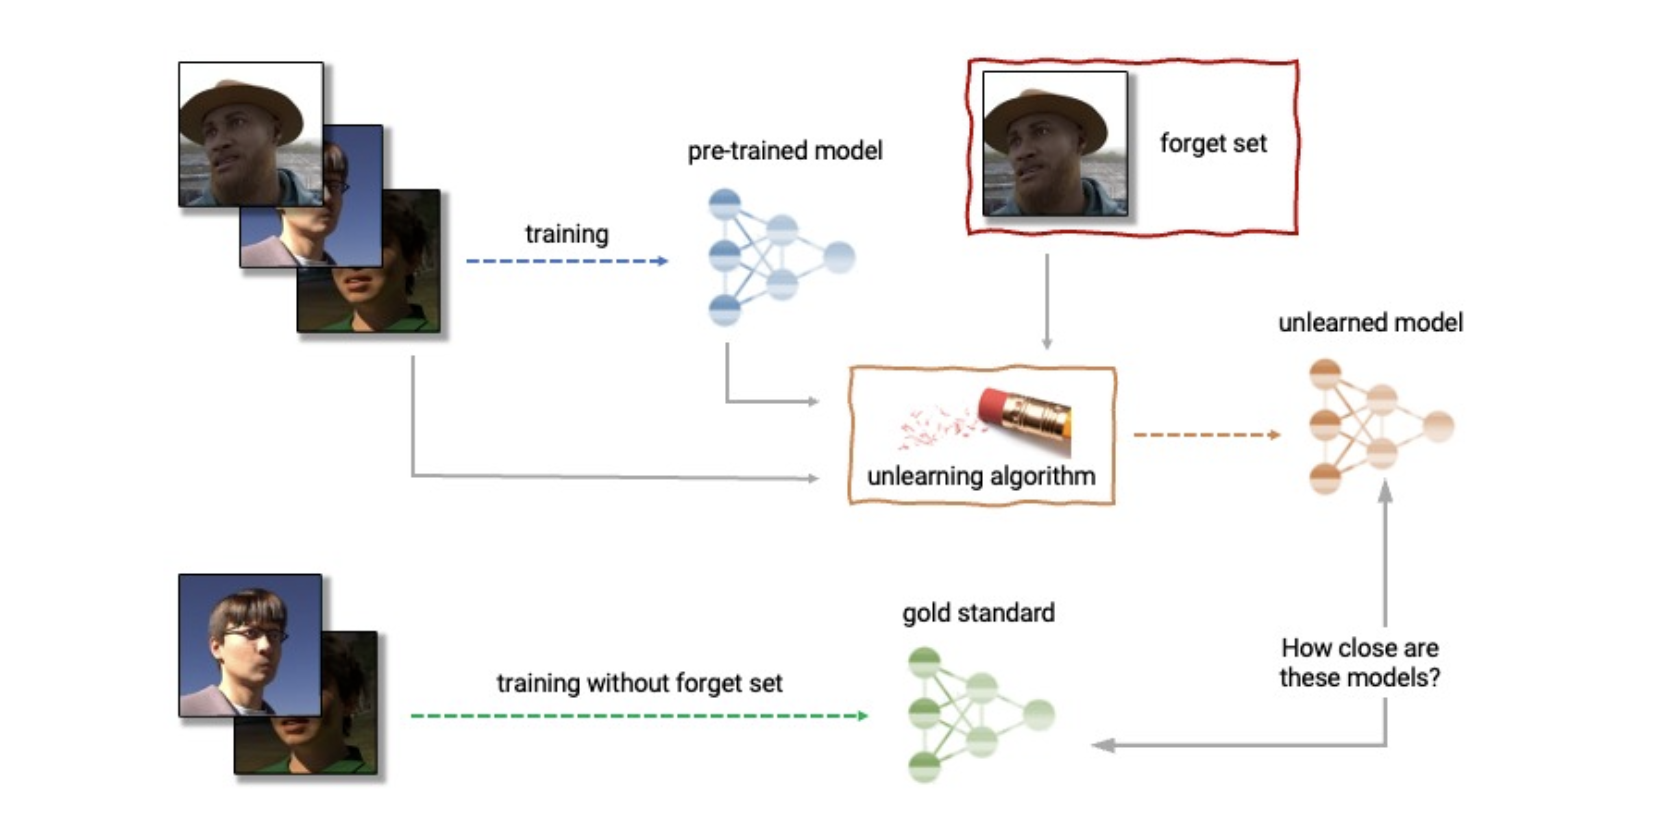 pre-trained model
forget set
training
unlearned model
unlearning algorithm
gold standard
training without forget set
How close are
these models?